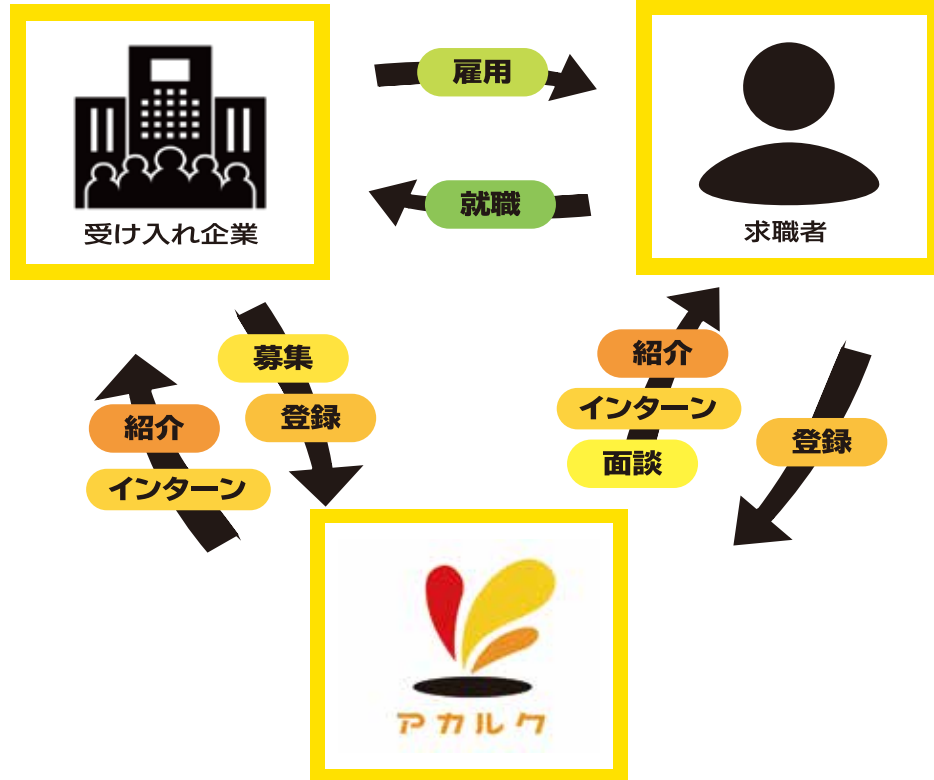 雇用
就職
受け入れ企業
求職者
募集
登録
紹介
インターン
紹介
インターン
面談
登録
アカルク